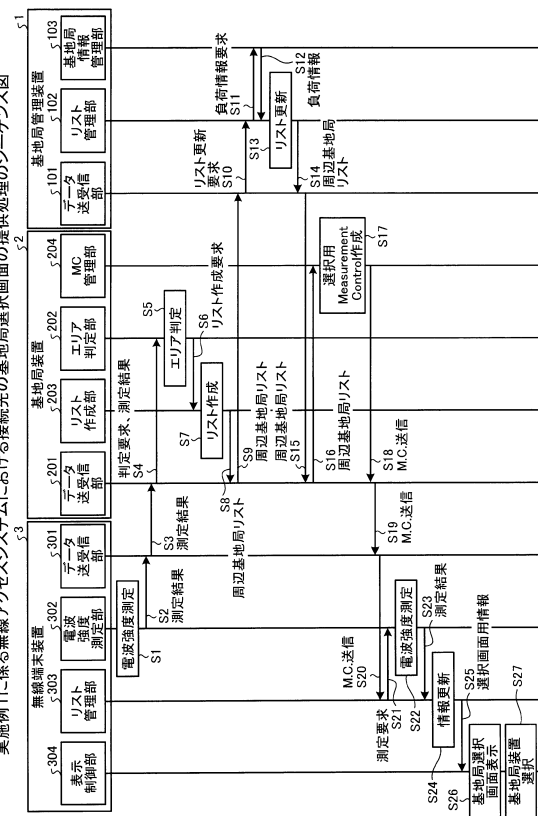 実施例1に係る無線アクセスシステムにおける接続先の基地局選択画面の提供処理のシーケンス図
3
無線端末装置
304
表示
制御部
303
リスト
管理部
302
電波
強度
測定部
301
データ
送受信
部
2
基地局装置
201
データ
送受信
部
203
リスト
作成部
202
エリア
判定部
204
MC
管理部
1
基地局管理装置
101
データ
送受信
部
102
リスト
管理部
103
基地局
情報
管理部
電波強度測定
S1
S2
測定結果
S3
測定結果
S4
判定要求、測定結果
S5
エリア判定
S6
リスト作成要求
リスト作成
S7
S8
周辺基地局リスト
S9
周辺基地局リスト
リスト更新
要求
S10
負荷情報要求
S11
S12
負荷情報
S13
リスト更新
S14
周辺基地局
リスト
周辺基地局リスト
S15
S16
周辺基地局リスト
選択用
Measurement
Control作成
S17
S18
M.C.送信
S19
M.C.送信
M.C.送信
S20
測定要求
S21
電波強度測定
S22
S23
測定結果
情報更新
S24
S25
選択画面用情報
基地局選択
画面表示
S26
基地局装置
選択
S27